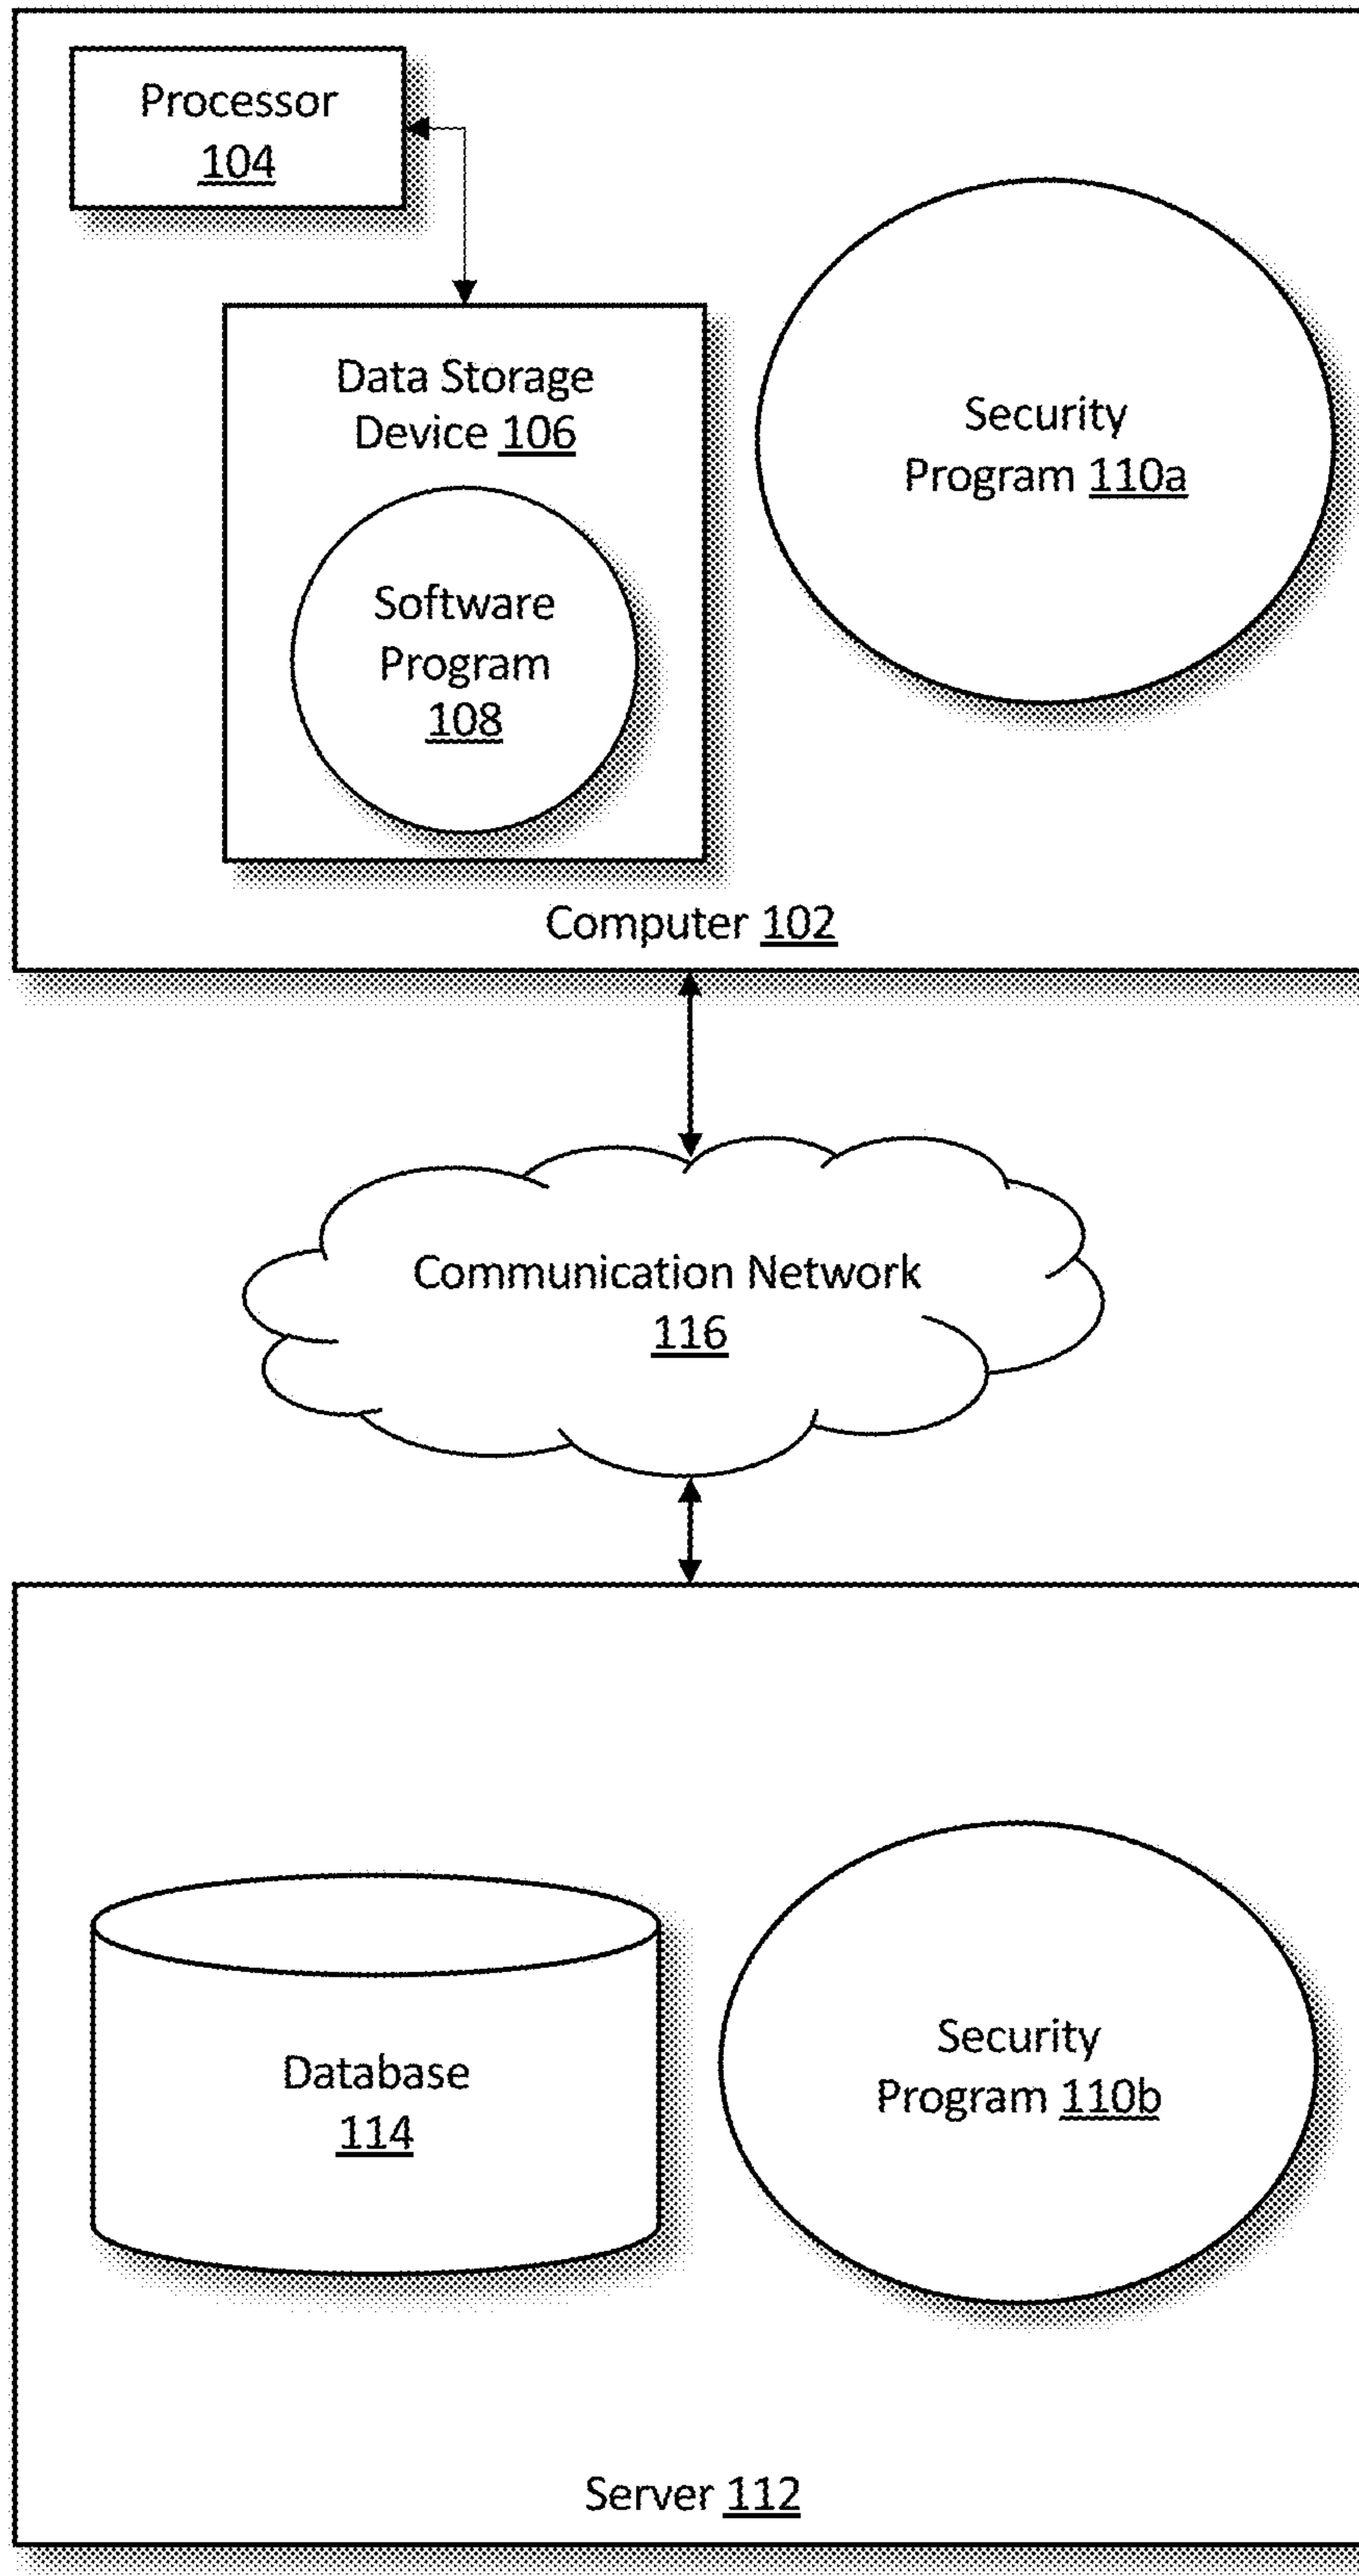 Processor
104
Data Storage
Device 106
Security
Program 110a
Software
Program
108
Computer 102
Communication Network
116
Database
114
Security
Program 110b
Server 112